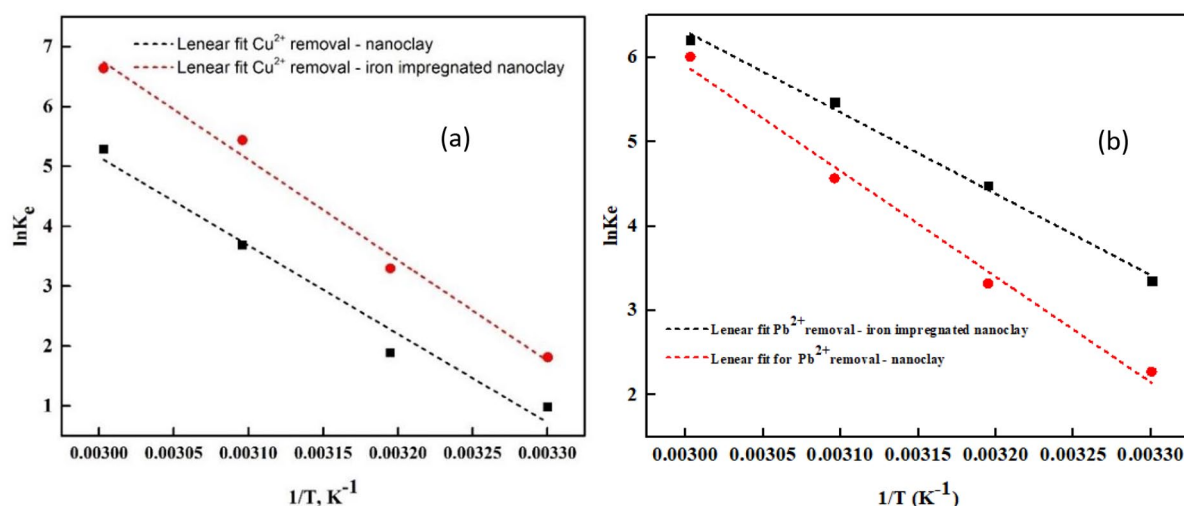 7
6
5
4
3
2
1
lnKe
Lenear fit Cu2+ removal - nanoclay
Lenear fit Cu2+ removal - iron impregnated nanoclay
(a)
0.00300 0.00305 0.00310 0.00315 0.00320 0.00325 0.00330
1/T, K-1
6
5
4
3
2
lnKe
(b)
Lenear fit Pb2+ removal - iron impregnated nanoclay
Lenear fit for Pb2+ removal - nanoclay
0.00300 0.00305 0.00310 0.00315 0.00320 0.00325 0.00330
1/T (K-1)